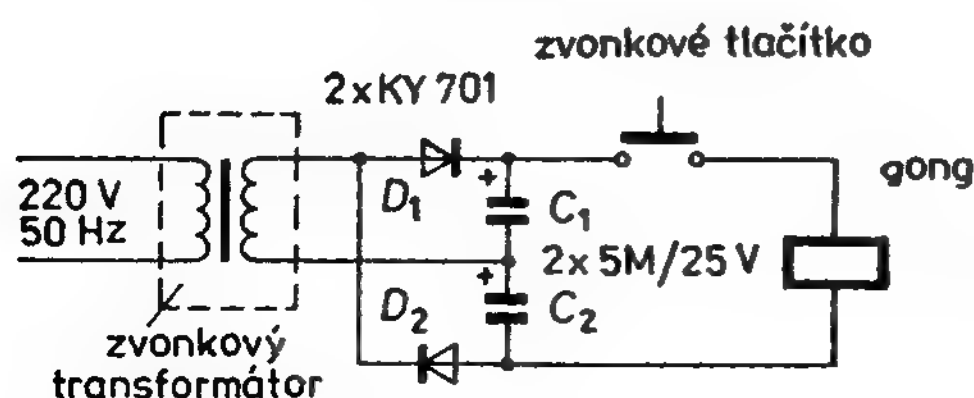 zvonkové tlačítko
2xKY 701
gong
220 V
50 Hz
D1
+
C1
2x 5M/25 V
+
D2
C2
zvonkový
transformátor